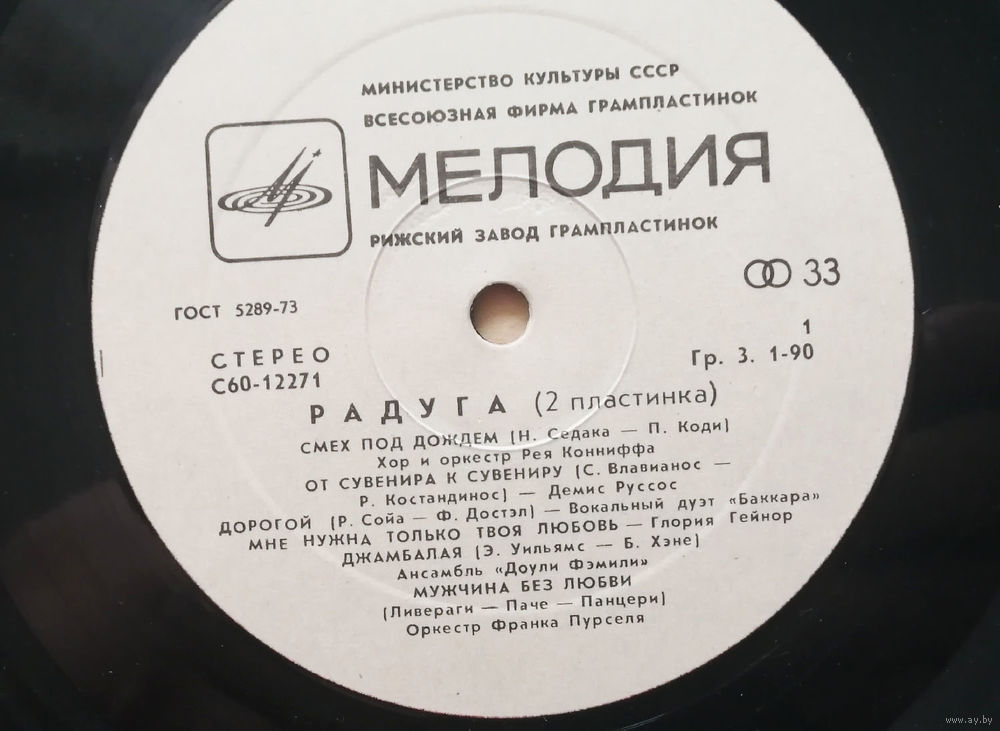 МИНИСТЕРСТВО КУЛЬТУРЫ СССР
ВСЕСОЮЗНАЯ ФИРМА ГРАМПЛАСТИНОК
МЕЛОДИЯ
РИЖСКИЙ ЗАВОД ГРАМПЛАСТИНОК
33
ГОСТ 5289-73
1
СТЕРЕО
Гр. 3. 1-90
С60-12271
РАДУГА (2 пластинка)
СМЕХ ПОД ДОЖДЕМ (Н. Седака — П. Коди)
Хор и оркестр Рея Конниффа
ОТ СУВЕНИРА К СУВЕНИРУ (С. Влавианос —
Р. Костандинос) — Демис Руссос
ДОРОГОЙ (Р. Сойа — Ф. Достэл) — Вокальный дуэт «Баккара»
МНЕ НУЖНА ТОЛЬКО ТВОЯ ЛЮБОВЬ — Глория Гейнор
ДЖАМБАЛАЯ (Э. Уильямс — Б. Хэне)
Ансамбль «Доули Фэмили»
МУЖЧИНА БЕЗ ЛЮБВИ
(Ливераги — Паче — Панцери)
Оркестр Франка Пурселя
www.ay.by